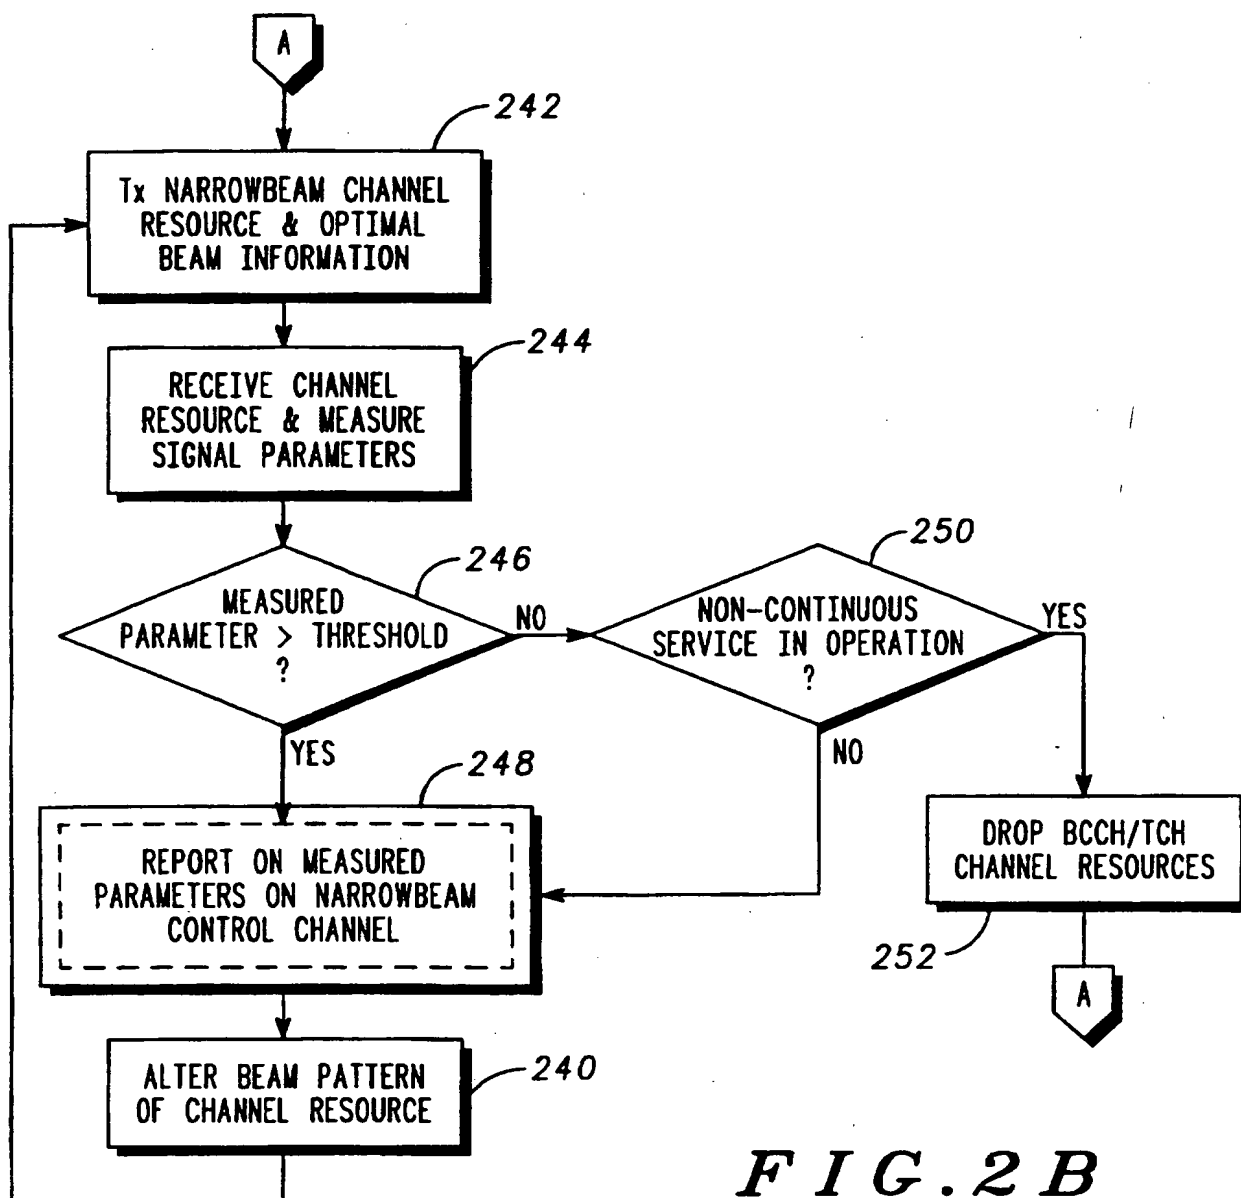 A
242
Tx NARROWBEAM CHANNEL
RESOURCE & OPTIMAL
BEAM INFORMATION
244
RECEIVE CHANNEL
RESOURCE & MEASURE
SIGNAL PARAMETERS
246
MEASURED
PARAMETER > THRESHOLD
?
NO
YES
250
NON-CONTINUOUS
SERVICE IN OPERATION
?
YES
NO
248
REPORT ON MEASURED
PARAMETERS ON NARROWBEAM
CONTROL CHANNEL
DROP BCCH/TCH
CHANNEL RESOURCES
252
A
ALTER BEAM PATTERN
OF CHANNEL RESOURCE
240
FIG.2B